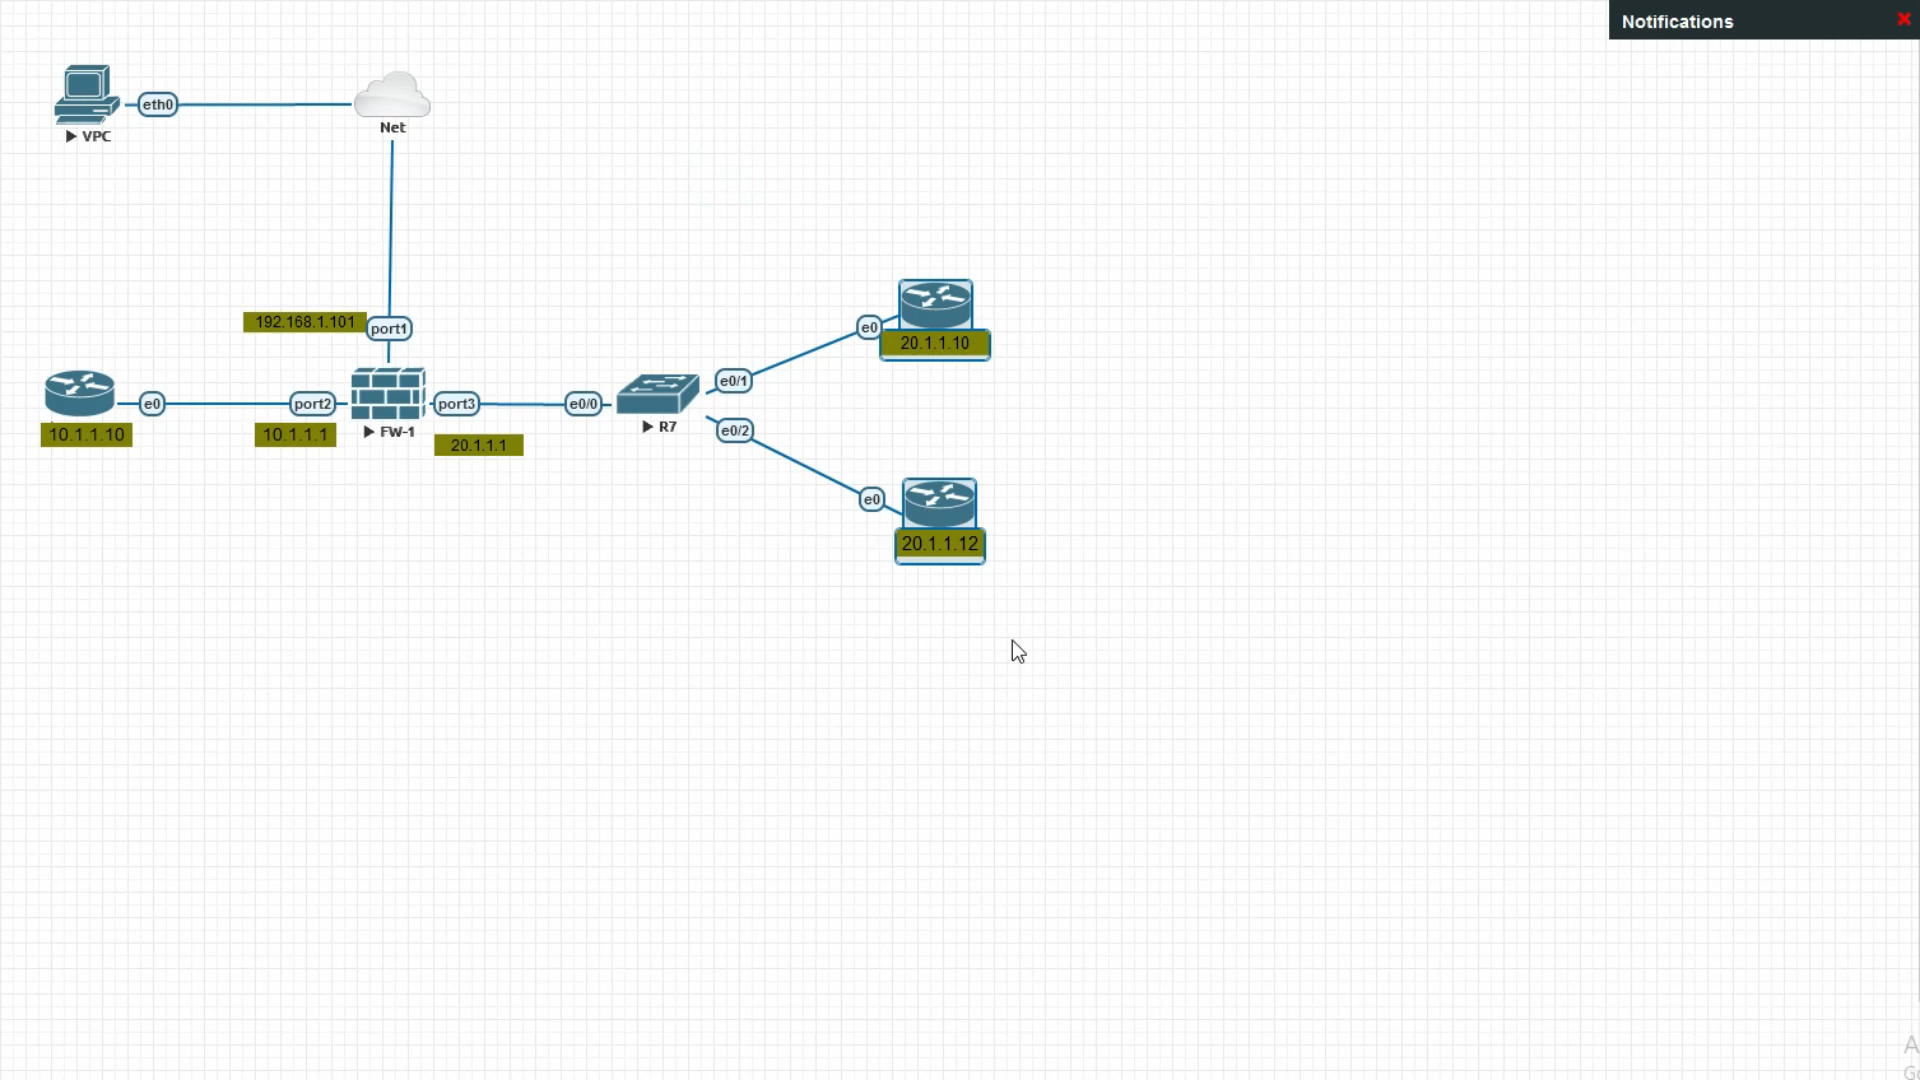 Notifications
eth0
VPC
Net
192.168.1.101
port1
e0
20.1.1.10
e0/1
e0
port2
port3
e0/0
10.1.1.10
10.1.1.1
FW-1
20.1.1.1
R7
e0/2
e0
20.1.1.12